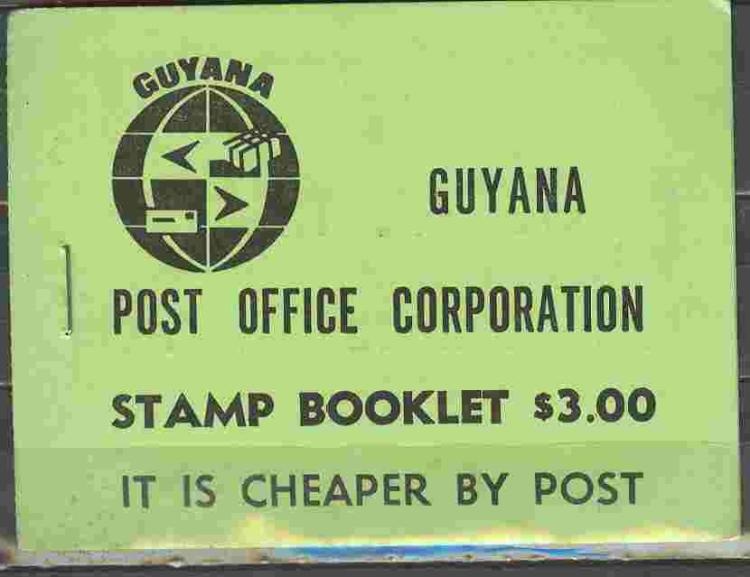 GUYANA
GUYANA
POST OFFICE CORPORATION
STAMP BOOKLET $3.00
IT IS CHEAPER BY POST